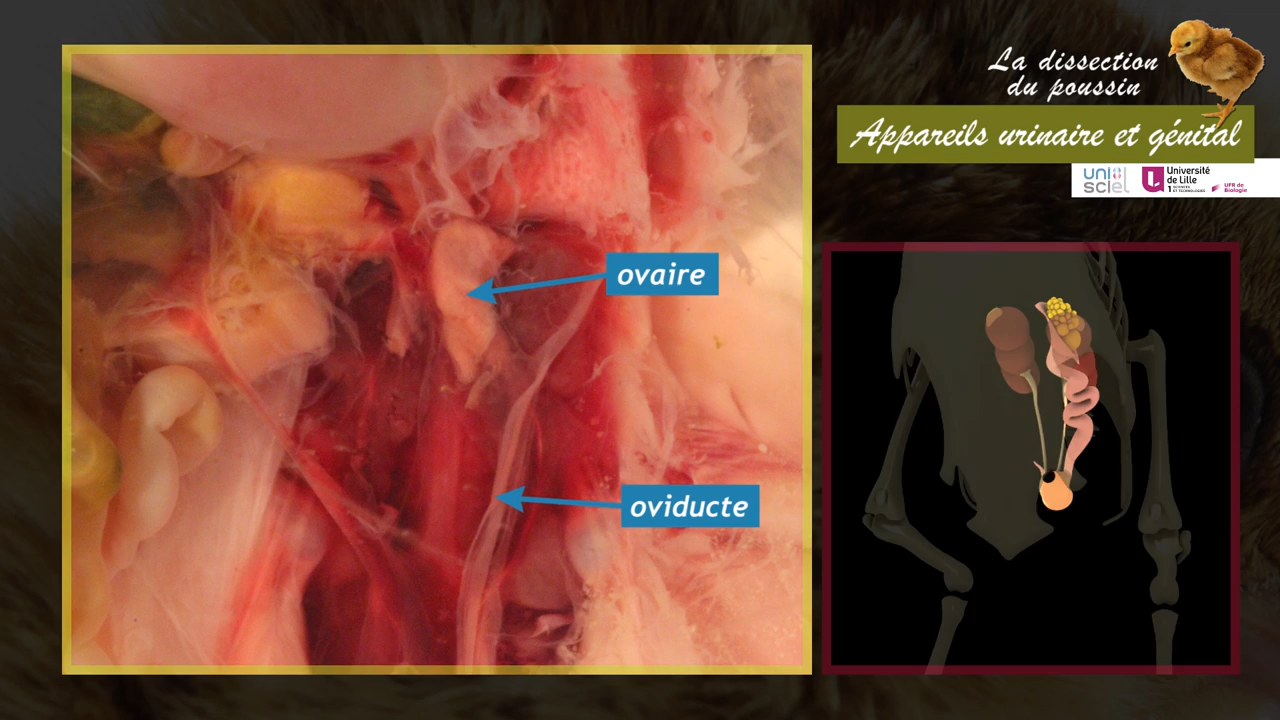 La dissection
du poussin
Appareils urinaire et génital
uni
sciel
Université
de Lille
1 SCIENCES
ET TECHNOLOGIES
UFR de
Biologie
ovaire
oviducte